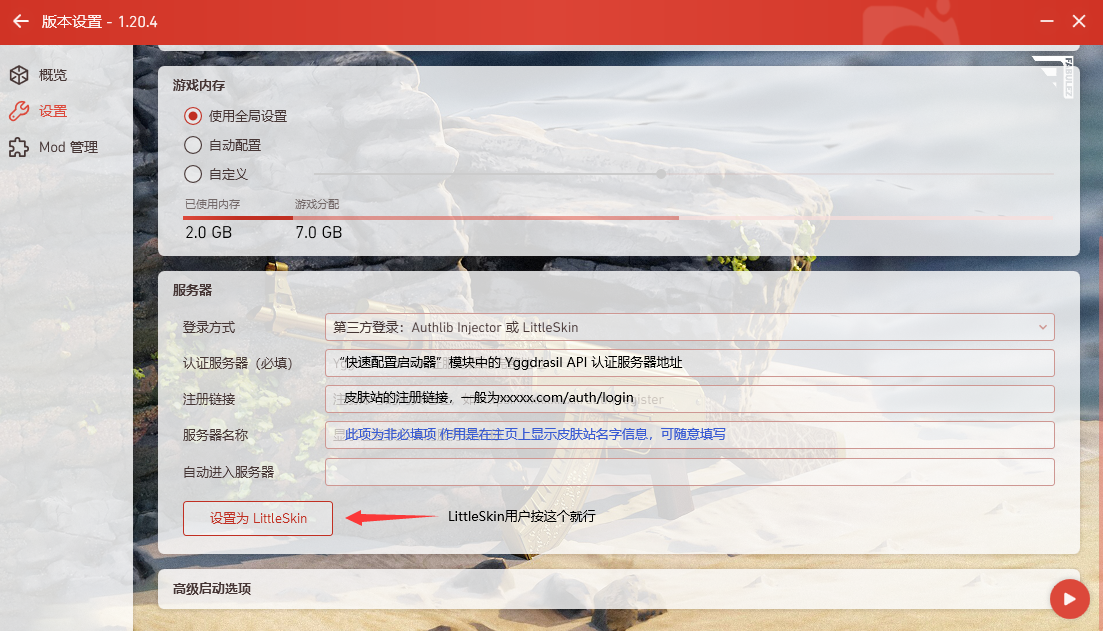 版本设置 - 1.20.4
概览
设置
Mod 管理
FABULZZ
游戏内存
使用全局设置
自动配置
自定义
已使用内存 游戏分配
2.0 GB 7.0 GB
服务器
登录方式 第三方登录：Authlib Injector 或 LittleSkin
认证服务器（必填） “快速配置启动器”模块中的 Yggdrasil API 认证服务器地址
注册链接 皮肤站的注册链接，一般为xxxxx.com/auth/login
服务器名称 此项为非必填项 作用是在主页上显示皮肤站名字信息，可随意填写
自动进入服务器
设置为 LittleSkin LittleSkin用户按这个就行
高级启动选项